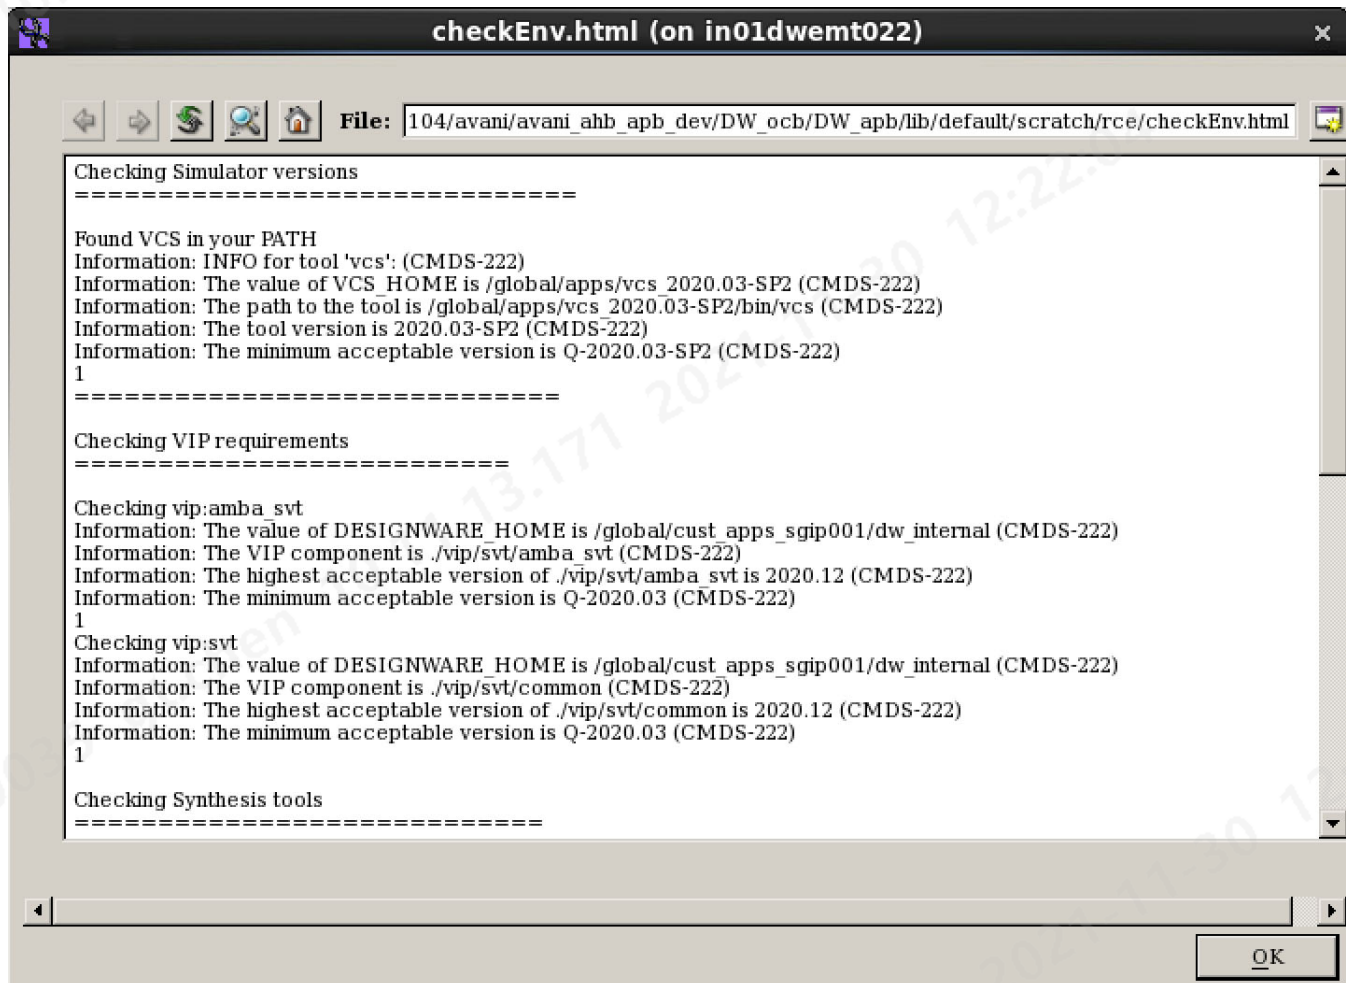 checkEnv.html (on in01dwemt022)
File: 104/avani/avani_ahb_apb_dev/DW_ocb/DW_apb/lib/default/scratch/rce/checkEnv.html
Checking Simulator versions
==============================
Found VCS in your PATH
Information: INFO for tool 'vcs': (CMDS-222)
Information: The value of VCS_HOME is /global/apps/vcs_2020.03-SP2 (CMDS-222)
Information: The path to the tool is /global/apps/vcs_2020.03-SP2/bin/vcs (CMDS-222)
Information: The tool version is 2020.03-SP2 (CMDS-222)
Information: The minimum acceptable version is Q-2020.03-SP2 (CMDS-222)
1
=============================
Checking VIP requirements
==========================
Checking vip:amba_svt
Information: The value of DESIGNWARE_HOME is /global/cust_apps_sgip001/dw_internal (CMDS-222)
Information: The VIP component is ./vip/svt/amba_svt (CMDS-222)
Information: The highest acceptable version of ./vip/svt/amba_svt is 2020.12 (CMDS-222)
Information: The minimum acceptable version is Q-2020.03 (CMDS-222)
1
Checking vip:svt
Information: The value of DESIGNWARE_HOME is /global/cust_apps_sgip001/dw_internal (CMDS-222)
Information: The VIP component is ./vip/svt/common (CMDS-222)
Information: The highest acceptable version of ./vip/svt/common is 2020.12 (CMDS-222)
Information: The minimum acceptable version is Q-2020.03 (CMDS-222)
1
Checking Synthesis tools
============================
OK